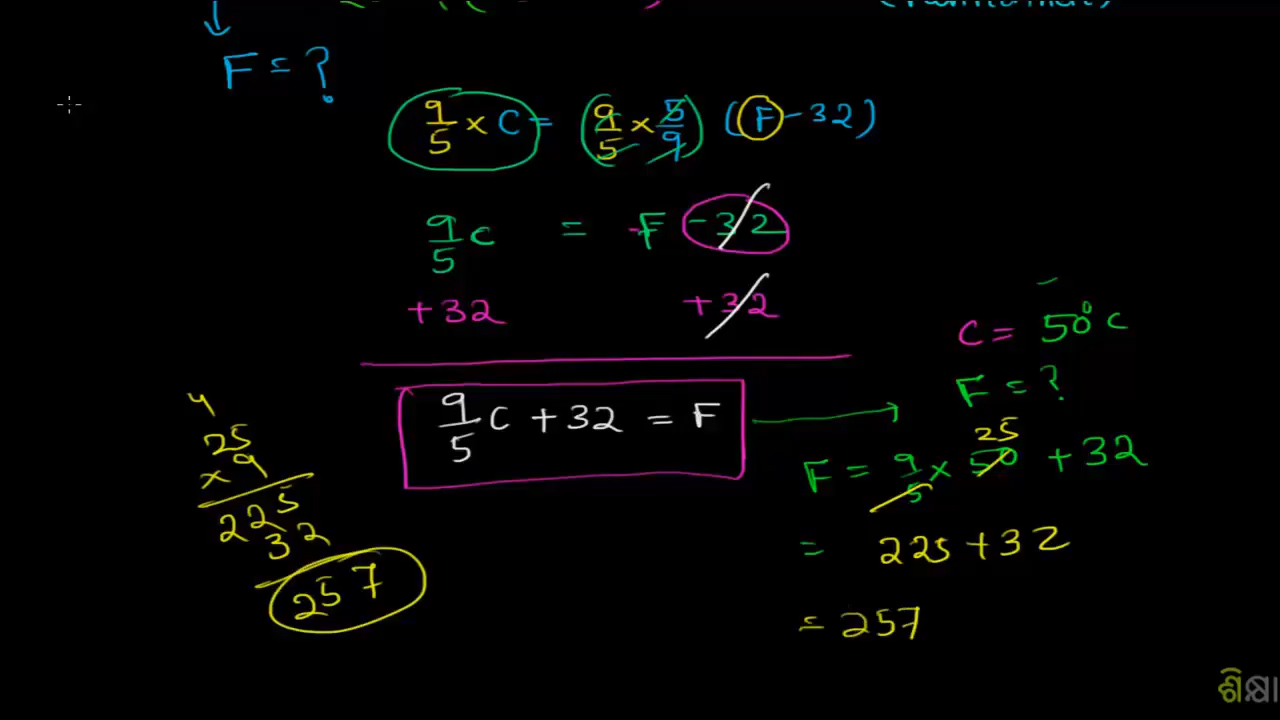 F = ?
9/5 × C = (9/5 × 5/9) (F - 32)
9/5 C = F - 32
+32 +32
9/5 C + 32 = F
C = 50°C
F = ?
25
F = 9/5 × 50 + 32
= 225 + 32
= 257
4
25
× 9
225
32
257
ଶିକ୍ଷା